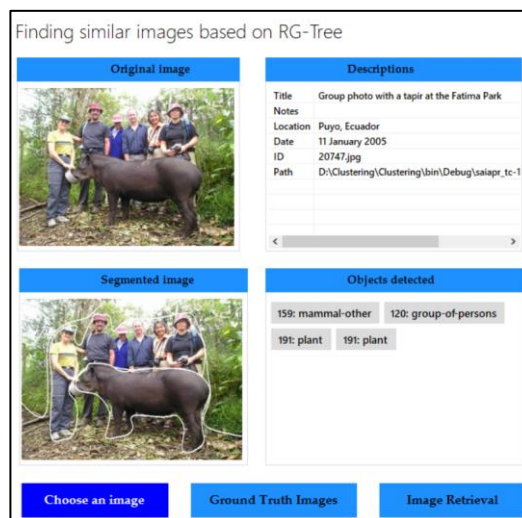 Finding similar images based on RG-Tree
Original image
Descriptions
Title Group photo with a tapir at the Fatima Park
Notes
Location Puyo, Ecuador
Date 11 January 2005
ID 20747.jpg
Path D:\Clustering\Clustering\bin\Debug\saiapr_tc-1
Segmented image
Objects detected
159: mammal-other 120: group-of-persons
191: plant 191: plant
Choose an image Ground Truth Images Image Retrieval